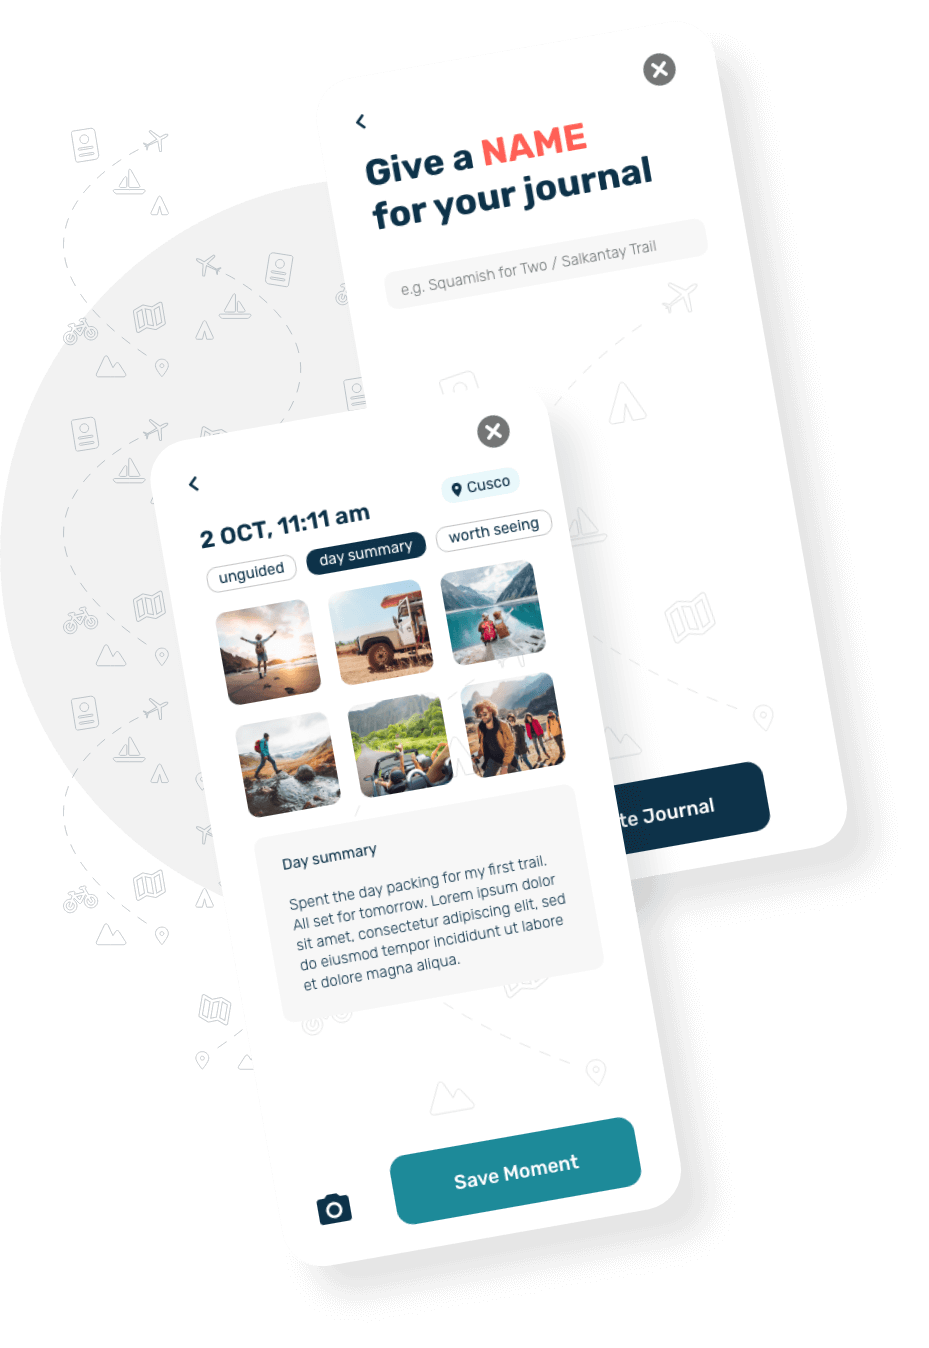 Give a NAME
for your journal
e.g. Squamish for Two / Salkantay Trail
te Journal
Cusco
2 OCT, 11:11 am
unguided
day summary
worth seeing
Day summary
Spent the day packing for my first trail.
All set for tomorrow. Lorem ipsum dolor
sit amet, consectetur adipiscing elit, sed
do eiusmod tempor incididunt ut labore
et dolore magna aliqua.
Save Moment